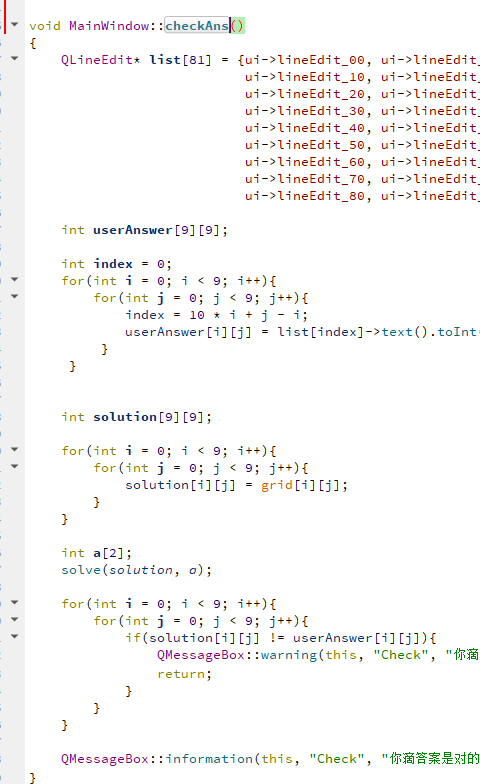 void MainWindow::checkAns()
{
QLineEdit* list[81] = {ui->lineEdit_00, ui->lineEdit_
ui->lineEdit_10, ui->lineEdit_
ui->lineEdit_20, ui->lineEdit_
ui->lineEdit_30, ui->lineEdit_
ui->lineEdit_40, ui->lineEdit_
ui->lineEdit_50, ui->lineEdit_
ui->lineEdit_60, ui->lineEdit_
ui->lineEdit_70, ui->lineEdit_
ui->lineEdit_80, ui->lineEdit_
int userAnswer[9][9];
int index = 0;
for(int i = 0; i < 9; i++){
for(int j = 0; j < 9; j++){
index = 10 * i + j - i;
userAnswer[i][j] = list[index]->text().toInt(
}
}
int solution[9][9];
for(int i = 0; i < 9; i++){
for(int j = 0; j < 9; j++){
solution[i][j] = grid[i][j];
}
}
int a[2];
solve(solution, a);
for(int i = 0; i < 9; i++){
for(int j = 0; j < 9; j++){
if(solution[i][j] != userAnswer[i][j]){
QMessageBox::warning(this, "Check", "你滴
return;
}
}
}
QMessageBox::information(this, "Check", "你滴答案是对的
}